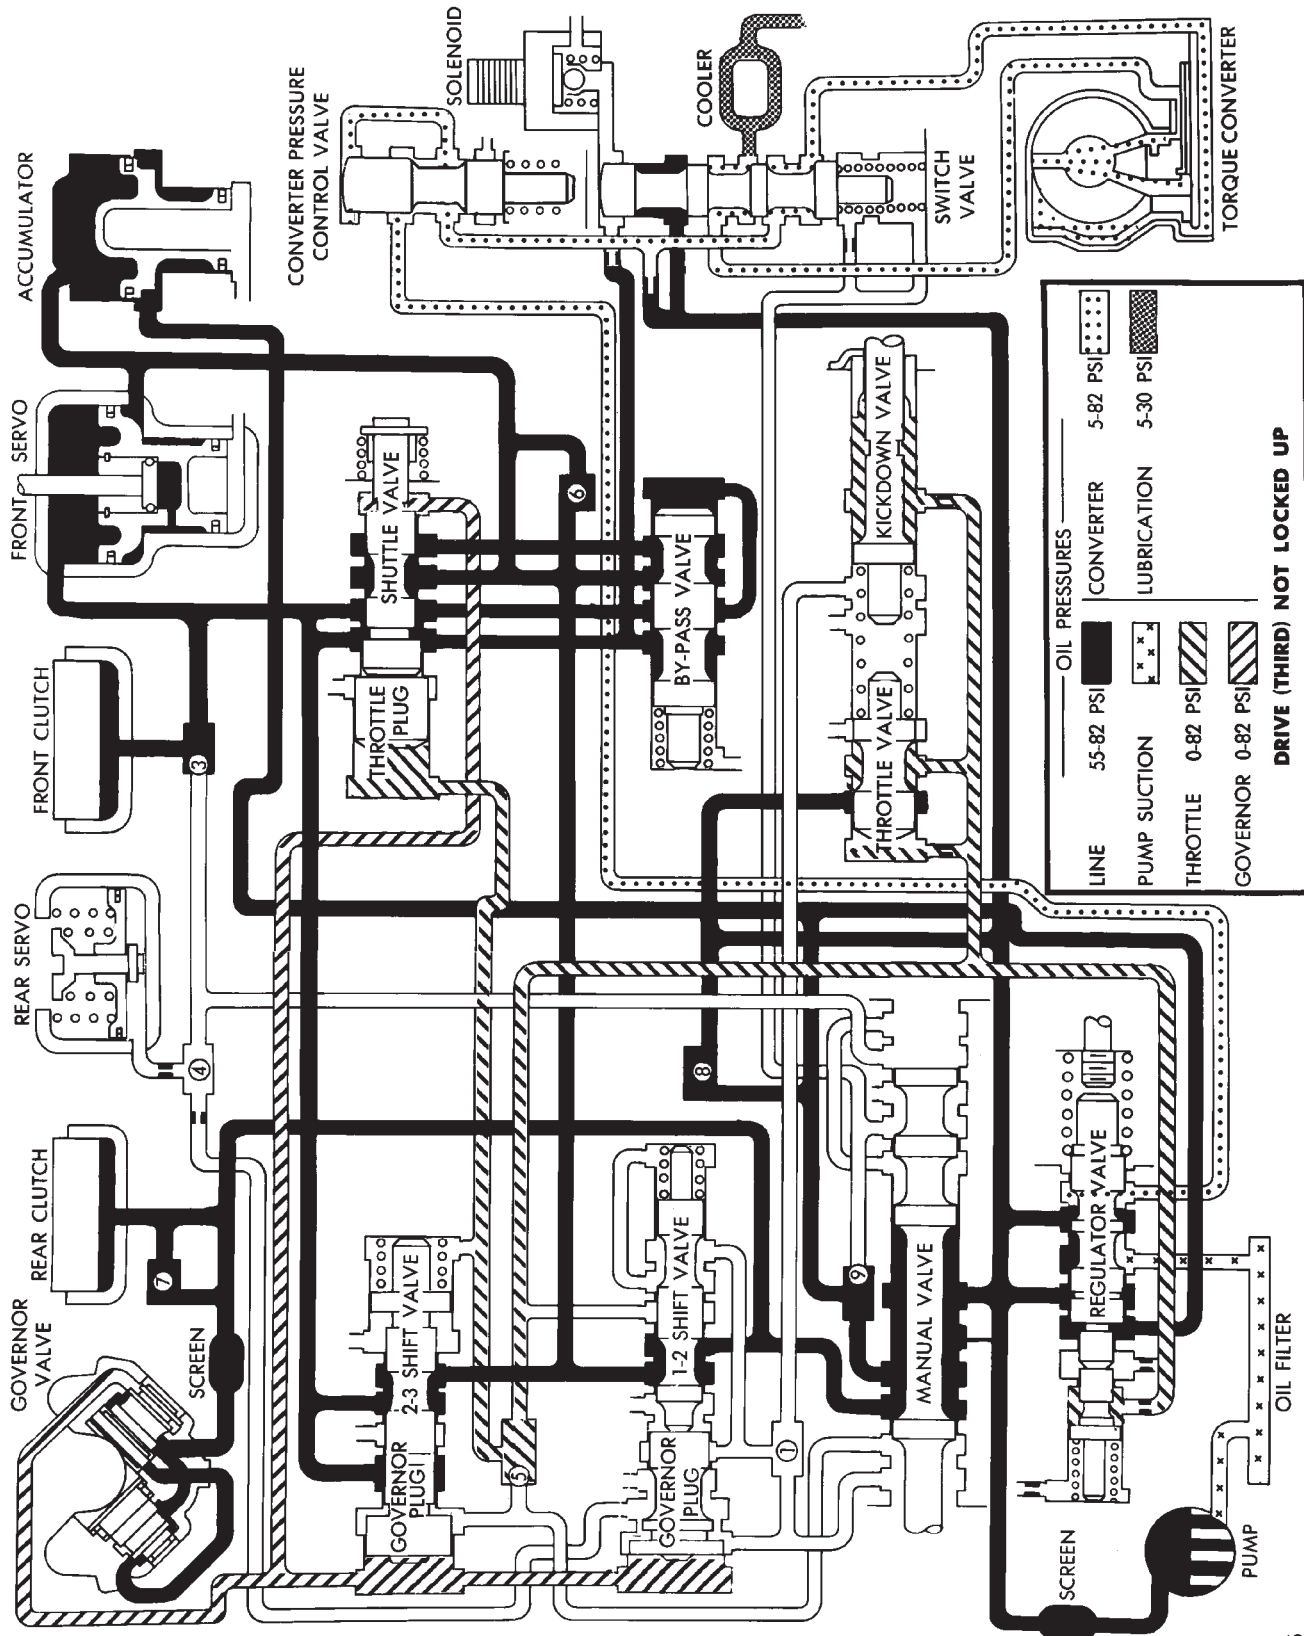 GOVERNOR
VALVE
REAR CLUTCH
REAR SERVO
FRONT CLUTCH
FRONT SERVO
ACCUMULATOR
SCREEN
7
4
3
CONVERTER PRESSURE
CONTROL VALVE
SOLENOID
GOVERNOR
PLUG
2-3 SHIFT VALVE
THROTTLE
PLUG
SHUTTLE VALVE
5
6
GOVERNOR
PLUG
1-2 SHIFT VALVE
BY-PASS VALVE
COOLER
8
1
9
THROTTLE VALVE
KICKDOWN VALVE
MANUAL VALVE
SWITCH
VALVE
REGULATOR VALVE
SCREEN
PUMP
OIL FILTER
TORQUE CONVERTER
OIL PRESSURES
LINE 55-82 PSI
CONVERTER 5-82 PSI
PUMP SUCTION
LUBRICATION 5-30 PSI
THROTTLE 0-82 PSI
GOVERNOR 0-82 PSI
DRIVE (THIRD) NOT LOCKED UP